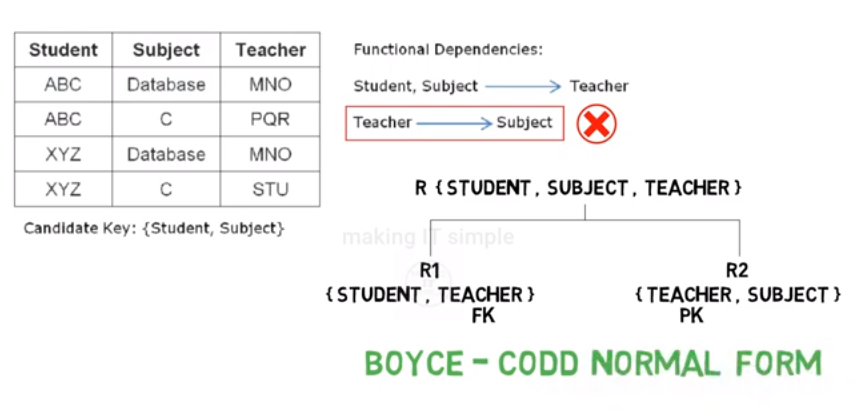 Student Subject Teacher
ABC Database MNO
ABC C PQR
XYZ Database MNO
XYZ C STU
Candidate Key: {Student, Subject}
Functional Dependencies:
Student, Subject Teacher
Teacher Subject
R {STUDENT, SUBJECT, TEACHER}
making IT simple
R1
{STUDENT, TEACHER}
FK
R2
{TEACHER, SUBJECT}
PK
BOYCE - CODD NORMAL FORM